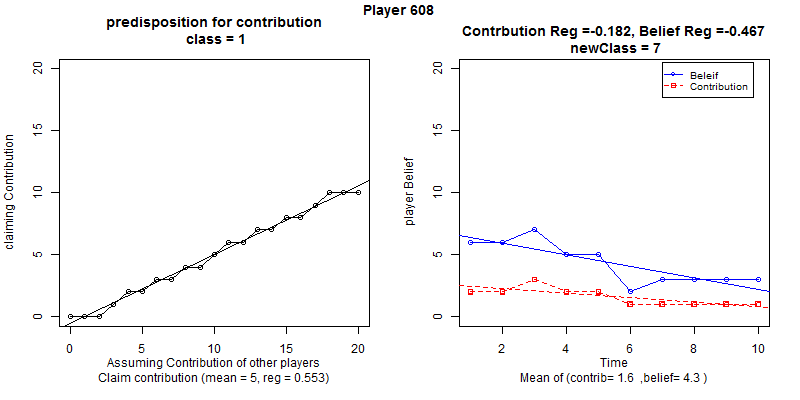 Player 608
predisposition for contribution
class = 1
claiming Contribution
20
15
10
5
0
0 5 10 15 20
Assuming Contribution of other players
Claim contribution (mean = 5, reg = 0.553)
Contrbution Reg =-0.182, Belief Reg =-0.467
newClass = 7
Beleif
Contribution
player Belief
20
15
10
5
0
2 4 6 8 10
Time
Mean of (contrib= 1.6 ,belief= 4.3 )